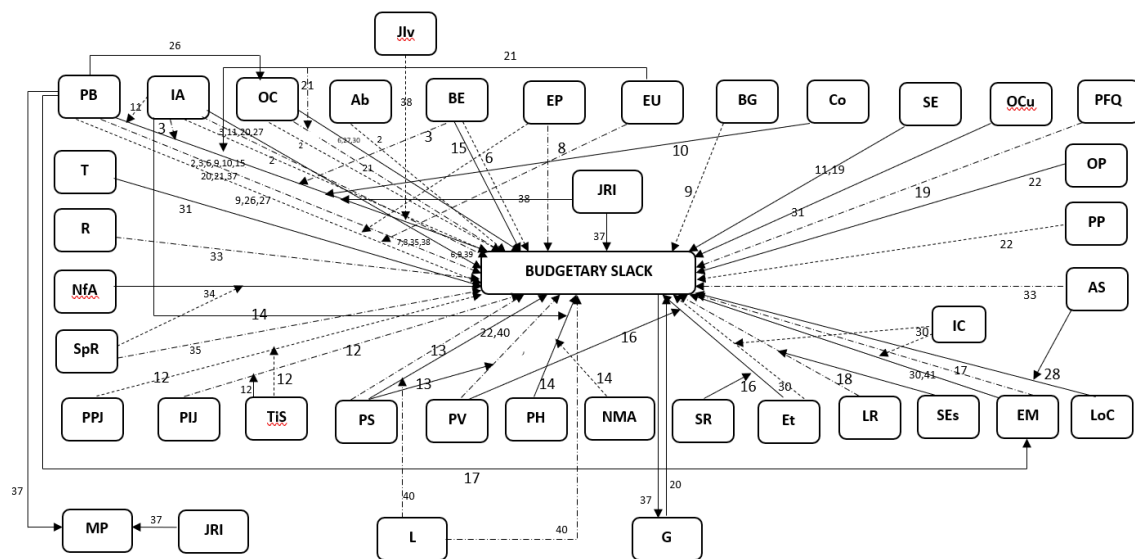 Jlv
26
21
PB
IA
OC
Ab
BE
EP
EU
BG
Co
SE
OCu
PFQ
12
3
21
38
3,11,20,27
2
6,27,30
2
3
15
6
8
10
11,19
T
2,3,6,9,10,15
20,21,37
2
21
9
31
19
OP
22
31
9,26,27
38
JRI
R
33
7,8,35,38
6,9,39
37
PP
22
BUDGETARY SLACK
NfA
34
14
AS
33
SpR
35
22,40
16
IC
30
12
12
12
13
13
14
14
16
30
18
30,41
17
28
12
PPJ
PIJ
TiS
PS
PV
PH
NMA
SR
Et
LR
SEs
EM
LoC
17
37
40
20
37
40
MP
37
JRI
L
G